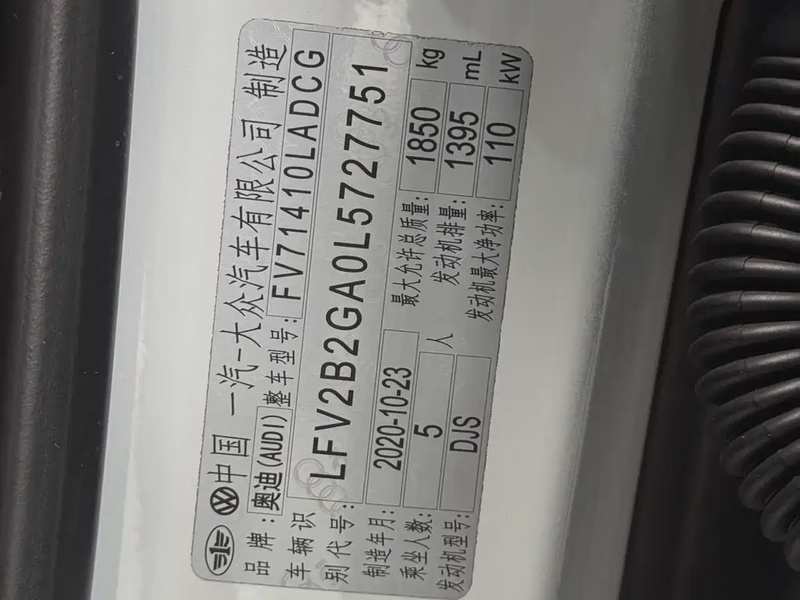 中国 一汽-大众汽车有限公司 制造
品牌: 奥迪(AUDI) 整车型号: FV71410LADCG
车辆识别代号: LFV2B2GA0L5727751
制造年月: 2020-10-23 最大允许总质量: 1850 kg
乘坐人数: 5 人 发动机排量: 1395 mL
发动机型号: DJS 发动机最大净功率: 110 kW